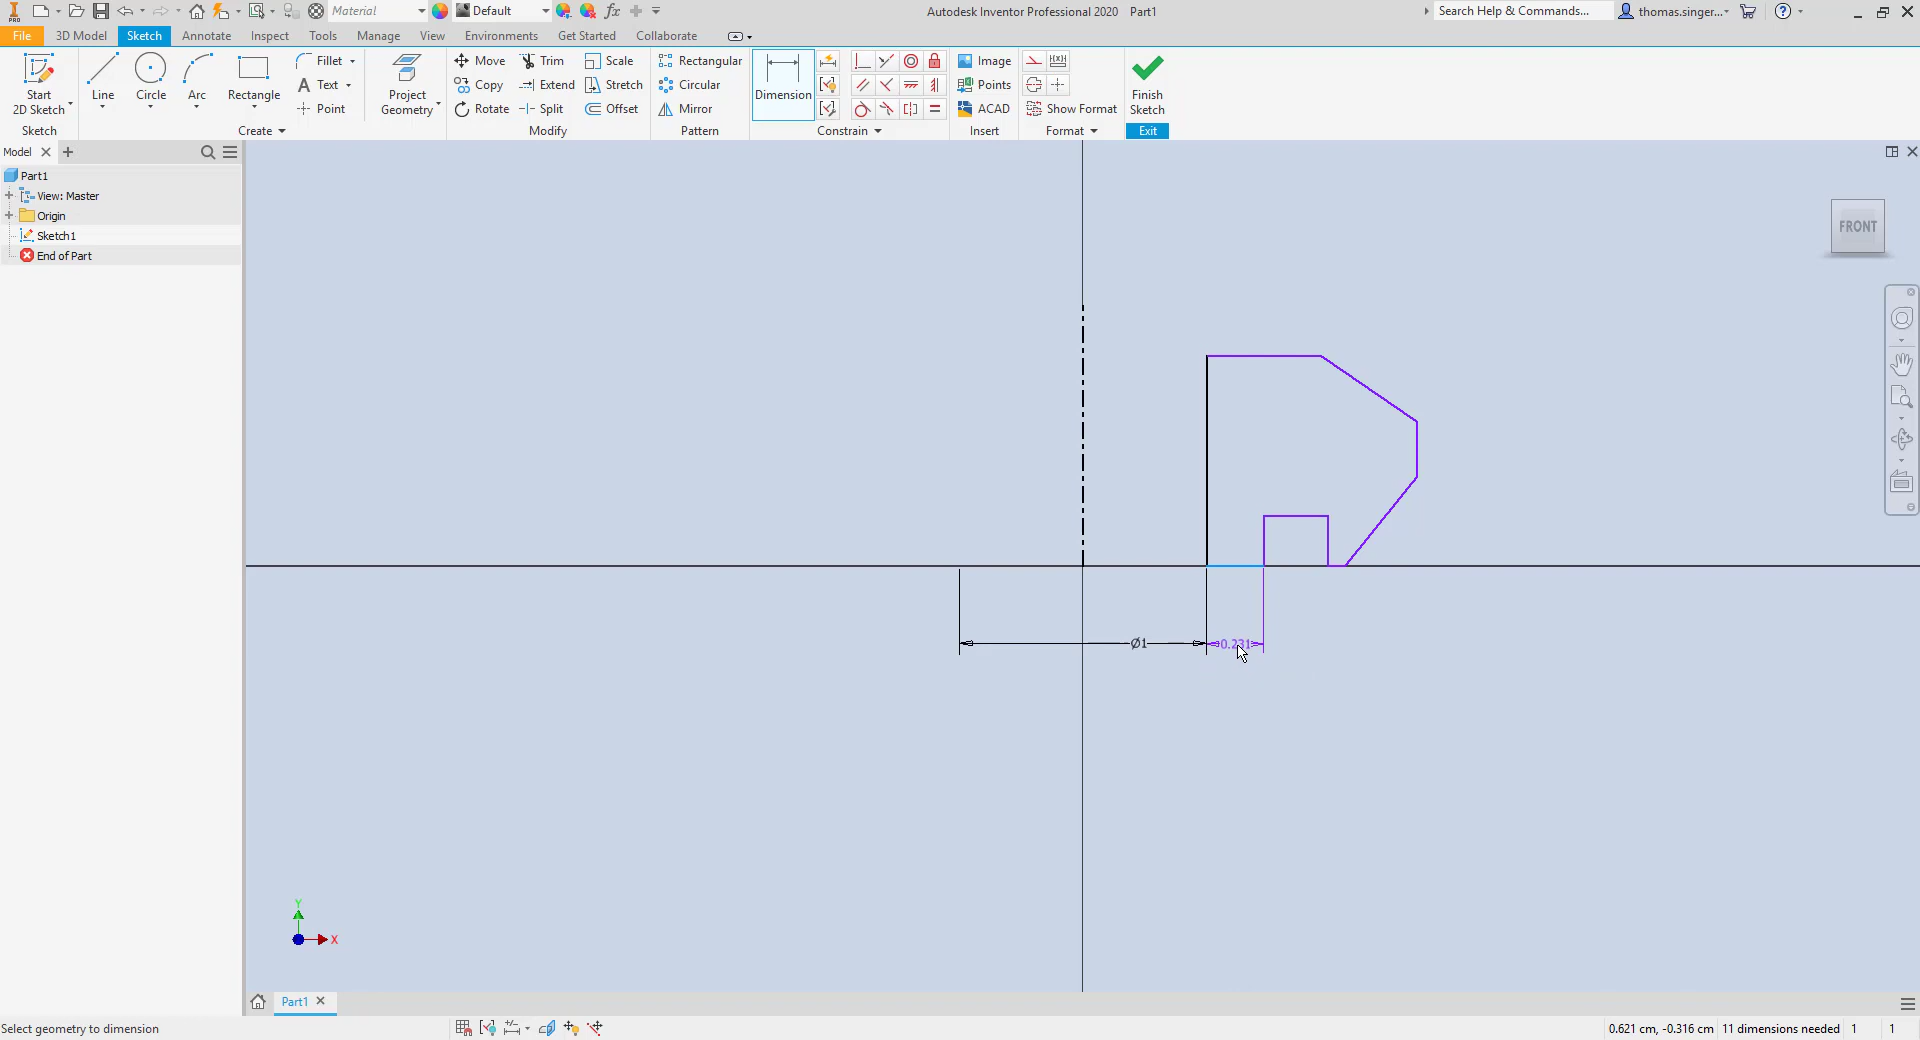 PRO
Material
Default
fx
Autodesk Inventor Professional 2020 Part1
Search Help & Commands...
thomas.singer...
File 3D Model Sketch Annotate Inspect Tools Manage View Environments Get Started Collaborate
Start
2D Sketch
Sketch
Line
Circle
Arc
Rectangle
Fillet
Text
Point
Create
Project
Geometry
Move
Copy
Rotate
Trim
Extend
Split
Scale
Stretch
Offset
Modify
Rectangular
Circular
Mirror
Pattern
Dimension
Constrain
Image
Points
ACAD
Insert
Show Format
Format
Finish
Sketch
Exit
Model
Part1
View: Master
Origin
Sketch1
End of Part
FRONT
Ø1
0.231
Y
X
Part1
Select geometry to dimension
0.621 cm, -0.316 cm 11 dimensions needed 1 1